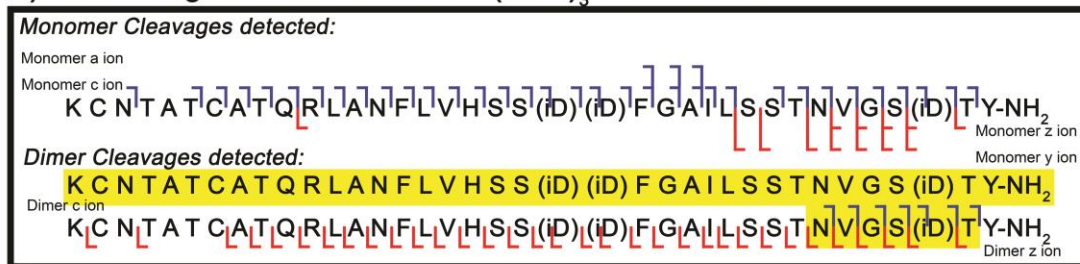 Monomer Cleavages detected:
Monomer a ion
Monomer c ion
K C N T A T C A T Q R L A N F L V H S S (iD) (iD) F G A I L S S T N V G S (iD) T Y-NH2
Monomer z ion
Dimer Cleavages detected:
Monomer y ion
K C N T A T C A T Q R L A N F L V H S S (iD) (iD) F G A I L S S T N V G S (iD) T Y-NH2
Dimer c ion
K C N T A T C A T Q R L A N F L V H S S (iD) (iD) F G A I L S S T N V G S (iD) T Y-NH2
Dimer z ion